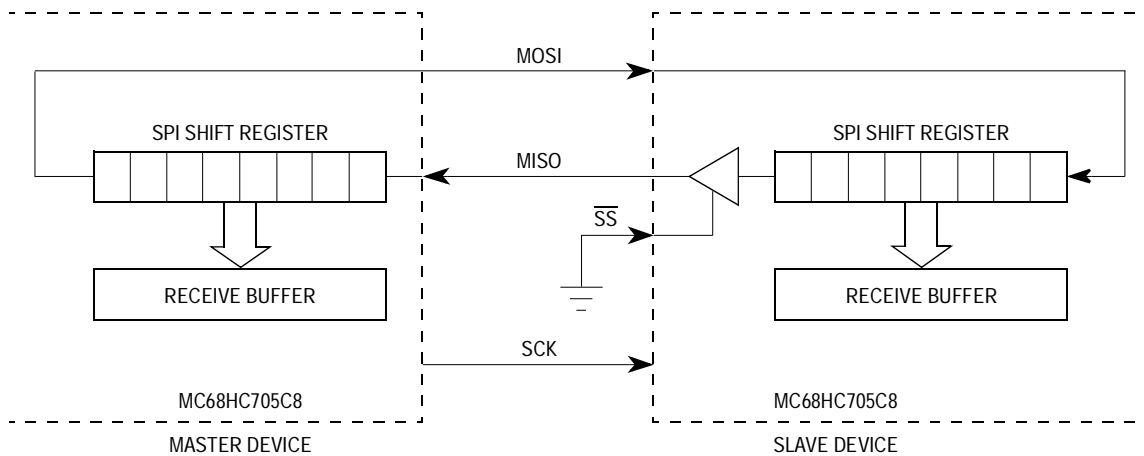 MOSI
SPI SHIFT REGISTER
SPI SHIFT REGISTER
MISO
SS
RECEIVE BUFFER
RECEIVE BUFFER
SCK
MC68HC705C8
MC68HC705C8
MASTER DEVICE
SLAVE DEVICE